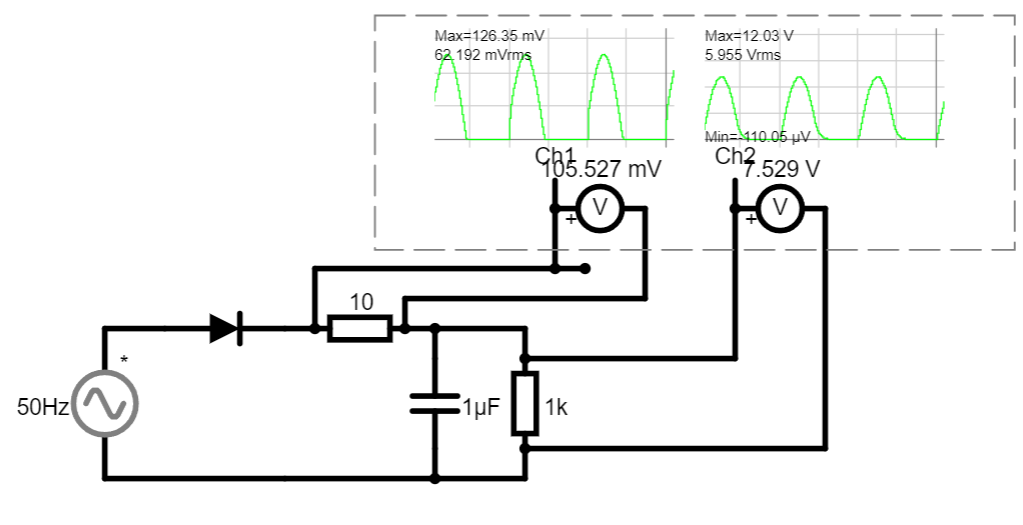 Max=126.35 mV
62.192 mVrms
Max=12.03 V
5.955 Vrms
Min=-110.05 µV
Ch1
105.527 mV
Ch2
7.529 V
V
+
V
+
10
*
50Hz
1µF
1k